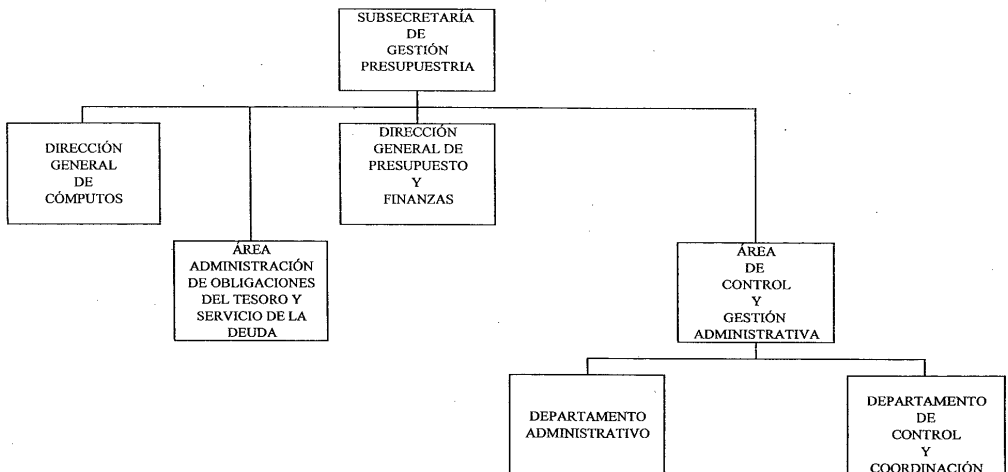 SUBSECRETARÍA
DE
GESTIÓN
PRESUPUESTRIA
DIRECCIÓN
GENERAL
DE
CÓMPUTOS
DIRECCIÓN
GENERAL DE
PRESUPUESTO
Y
FINANZAS
ÁREA
ADMINISTRACIÓN
DE OBLIGACIONES
DEL TESORO Y
SERVICIO DE LA
DEUDA
ÁREA
DE
CONTROL
Y
GESTIÓN
ADMINISTRATIVA
DEPARTAMENTO
ADMINISTRATIVO
DEPARTAMENTO
DE
CONTROL
Y
COORDINACIÓN